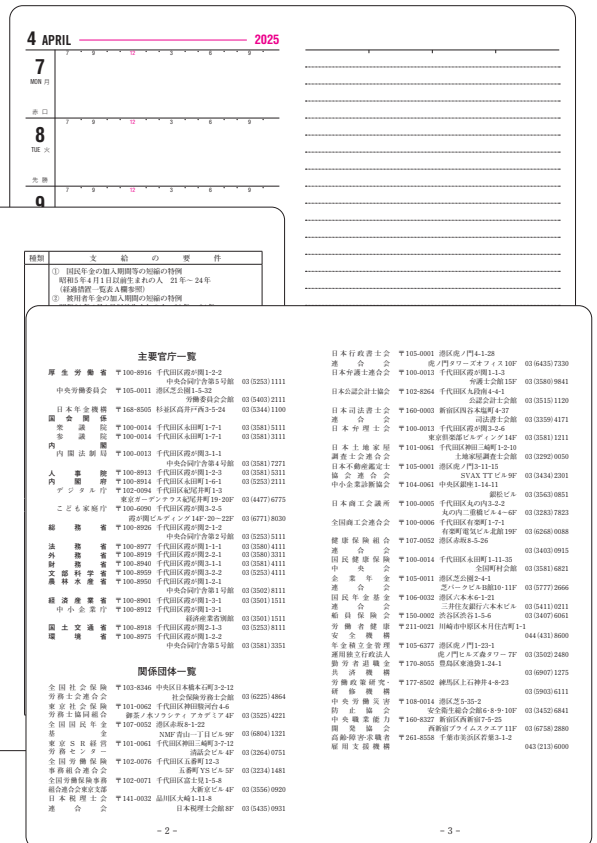 4 APRIL 2025
7 9 12 3 6 9
7
MON 月
赤 口
7 9 12 3 6 9
8
TUE 火
先 勝
7 9 12 3 6 9
9
種類 支 給 の 要 件
① 国民年金の加入期間等の短縮の特例
昭和5年4月1日以前生まれの人 21年〜24年
(経過措置一覧表A欄参照)
② 被用者年金の加入期間の短縮の特例
主要官庁一覧
厚生労働省 〒100-8916 千代田区霞が関1-2-2
中央合同庁舎第5号館 03(5253)1111
中央労働委員会 〒105-0011 港区芝公園1-5-32
労働委員会会館 03(5403)2111
日本年金機構 〒168-8505 杉並区高井戸西3-5-24 03(5344)1100
国会関係
衆議院 〒100-0014 千代田区永田町1-7-1 03(3581)5111
参議院 〒100-0014 千代田区永田町1-7-1 03(3581)3111
内閣
内閣法制局 〒100-0013 千代田区霞が関3-1-1
中央合同庁舎第4号館 03(3581)7271
人事院 〒100-8913 千代田区霞が関1-2-3 03(3581)5311
内閣府 〒100-8914 千代田区永田町1-6-1 03(5253)2111
デジタル庁 〒102-0094 千代田区紀尾井町1-3
東京ガーデンテラス紀尾井町19・20F 03(4477)6775
こども家庭庁 〒100-6090 千代田区霞が関3-2-5
霞が関ビルディング14F・20〜22F 03(6771)8030
総務省 〒100-8926 千代田区霞が関2-1-2
中央合同庁舎第2号館 03(5253)5111
法務省 〒100-8977 千代田区霞が関1-1-1 03(3580)4111
外務省 〒100-8919 千代田区霞が関2-2-1 03(3580)3311
財務省 〒100-8940 千代田区霞が関3-1-1 03(3581)4111
文部科学省 〒100-8959 千代田区霞が関3-2-2 03(5253)4111
農林水産省 〒100-8950 千代田区霞が関1-2-1
中央合同庁舎第1号館 03(3502)8111
経済産業省 〒100-8901 千代田区霞が関1-3-1 03(3501)1511
中小企業庁 〒100-8912 千代田区霞が関1-3-1
経済産業省別館 03(3501)1511
国土交通省 〒100-8918 千代田区霞が関2-1-3 03(5253)8111
環境省 〒100-8975 千代田区霞が関1-2-2
中央合同庁舎第5号館 03(3581)3351
関係団体一覧
全国社会保険 〒103-8346 中央区日本橋本石町3-2-12
労務士会連合会 社会保険労務士会館 03(6225)4864
東京社会保険 〒101-0062 千代田区神田駿河台4-6
労務士協同組合 御茶ノ水ソラシティ アカデミア4F 03(3525)4221
全国国民年金 〒107-0052 港区赤坂8-1-22
基金 NMF青山一丁目ビル9F 03(6804)1321
東京SR経営 〒101-0061 千代田区神田三崎町3-7-12
労務センター 清話会ビル4F 03(3264)0751
全国労働保険 〒102-0076 千代田区五番町12-3
事務組合連合会 五番町YSビル5F 03(3234)1481
全国労働保険事務 〒102-0071 千代田区富士見1-5-8
組合連合会東京支部 大新京ビル4F 03(3556)0920
日本税理士 〒141-0032 品川区大崎1-11-8
連合会 日本税理士会館8F 03(5435)0931
– 2 –
日本行政書士会 〒105-0001 港区虎ノ門4-1-28
連合会 虎ノ門タワーズオフィス10F 03(6435)7330
日本弁護士連合会 〒100-0013 千代田区霞が関1-1-3
弁護士会館15F 03(3580)9841
日本公認会計士協会 〒102-8264 千代田区九段南4-4-1
公認会計士会館 03(3515)1120
日本司法書士会 〒160-0003 新宿区四谷本塩町4-37
連合会 司法書士会館 03(3359)4171
日本弁理士会 〒100-0013 千代田区霞が関3-2-6
東京倶楽部ビルディング14F 03(3581)1211
日本土地家屋 〒101-0061 千代田区神田三崎町1-2-10
調査士会連合会 土地家屋調査士会館 03(3292)0050
日本不動産鑑定士 〒105-0001 港区虎ノ門3-11-15
協会連合会 SVAX TTビル9F 03(3434)2301
中小企業診断協会 〒104-0061 中央区銀座1-14-11
銀松ビル 03(3563)0851
日本商工会議所 〒100-0005 千代田区丸の内3-2-2
丸の内二重橋ビル4〜6F 03(3283)7823
全国商工会連合会 〒100-0006 千代田区有楽町1-7-1
有楽町電気ビル北館19F 03(6268)0088
健康保険組合 〒107-0052 港区赤坂8-5-26
連合会 03(3403)0915
国民健康保険 〒100-0014 千代田区永田町1-11-35
中央会 全国町村会館 03(3581)6821
企業年金 〒105-0011 港区芝公園2-4-1
連合会 芝パークビルB館10・11F 03(5777)2666
国民年金基金 〒106-0032 港区六本木6-1-21
連合会 三井住友銀行六本木ビル 03(5411)0211
船員保険会 〒150-0002 渋谷区渋谷1-5-6 03(3407)6061
労働者健康 〒211-0021 川崎市中原区木月住吉町1-1
安全機構 044(431)8600
年金積立金管理 〒105-6377 港区虎ノ門1-23-1
運用独立行政法人 虎ノ門ヒルズ森タワー7F 03(3502)2480
勤労者退職金 〒170-8055 豊島区東池袋1-24-1
共済機構 03(6907)1275
労働政策研究・ 〒177-8502 練馬区上石神井4-8-23
研修機構 03(5903)6111
中央労働災害 〒108-0014 港区芝5-35-2
防止協会 安全衛生総合会館6・8・9・10F 03(3452)6841
中央職業能力 〒160-8327 新宿区西新宿7-5-25
開発協会 西新宿プライムスクエア11F 03(6758)2880
高齢・障害・求職者 〒261-8558 千葉市美浜区若葉3-1-2
雇用支援機構 043(213)6000
– 3 –